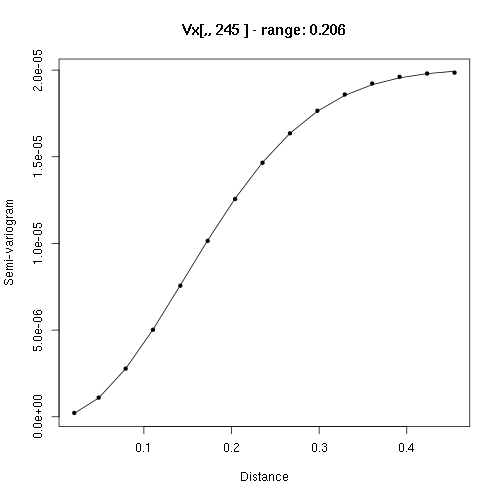 Vx[,, 245 ] - range: 0.206
Semi-variogram
0.0e+00
5.0e-06
1.0e-05
1.5e-05
2.0e-05
0.1
0.2
0.3
0.4
Distance